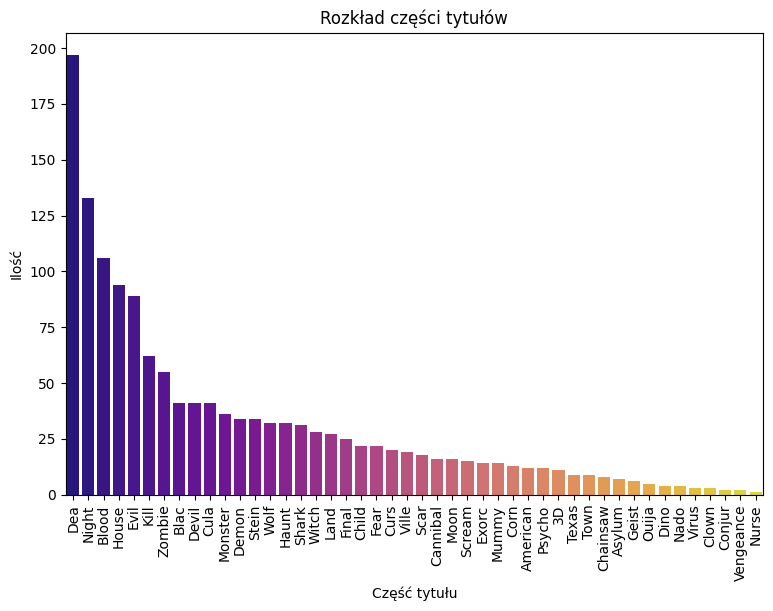 Rozkład części tytułów
Ilość
200
175
150
125
100
75
50
25
0
Dea
Night
Blood
House
Evil
Kill
Zombie
Blac
Devil
Cula
Monster
Demon
Stein
Wolf
Haunt
Shark
Witch
Land
Final
Child
Fear
Curs
Ville
Scar
Cannibal
Moon
Scream
Exorc
Mummy
Corn
American
Psycho
3D
Texas
Town
Chainsaw
Asylum
Geist
Ouija
Dino
Nado
Virus
Clown
Conjur
Vengeance
Nurse
Część tytułu